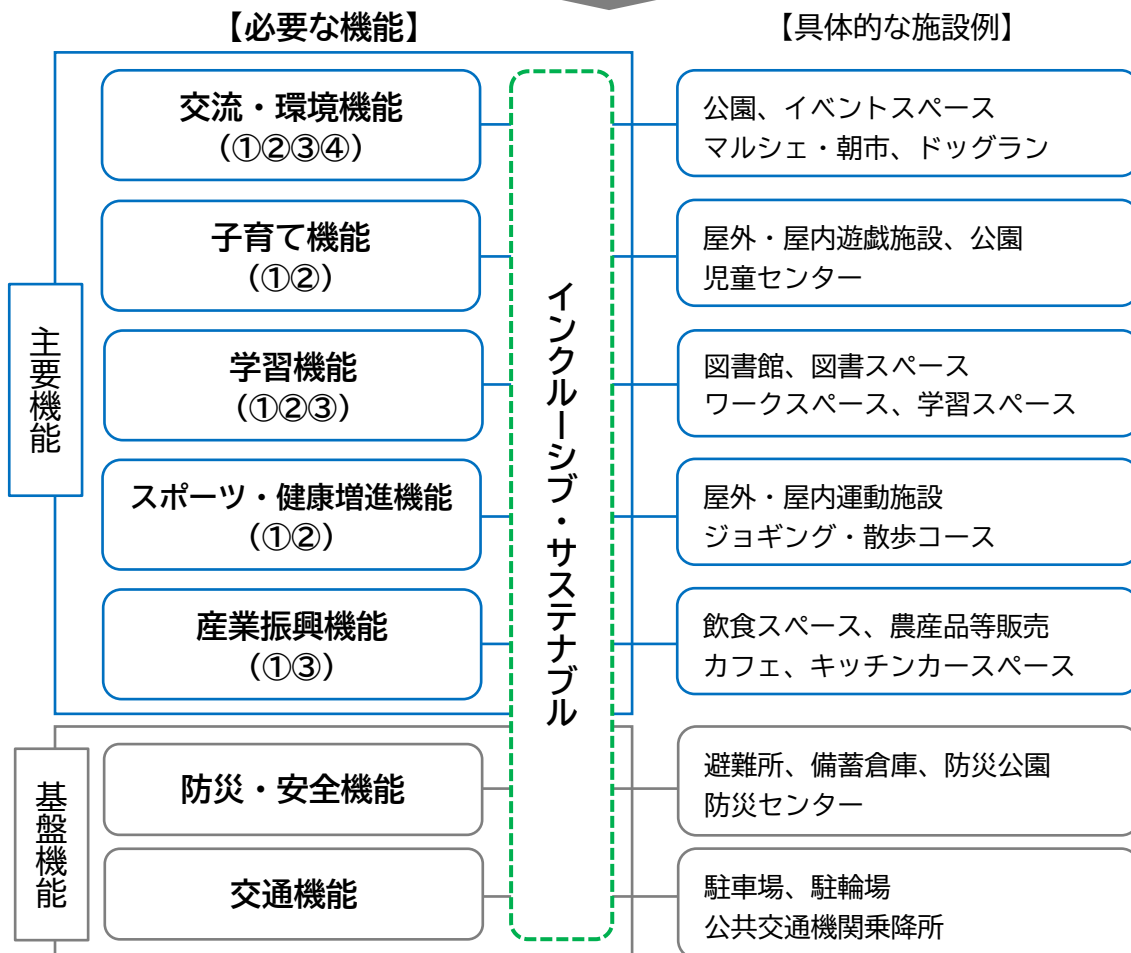 【必要な機能】
【具体的な施設例】
主要機能
交流・環境機能
（①②③④）
公園、イベントスペース
マルシェ・朝市、ドッグラン
子育て機能
（①②）
屋外・屋内遊戯施設、公園
児童センター
学習機能
（①②③）
図書館、図書スペース
ワークスペース、学習スペース
スポーツ・健康増進機能
（①②）
屋外・屋内運動施設
ジョギング・散歩コース
産業振興機能
（①③）
飲食スペース、農産品等販売
カフェ、キッチンカースペース
インクルーシブ・サステナブル
基盤機能
防災・安全機能
避難所、備蓄倉庫、防災公園
防災センター
交通機能
駐車場、駐輪場
公共交通機関乗降所